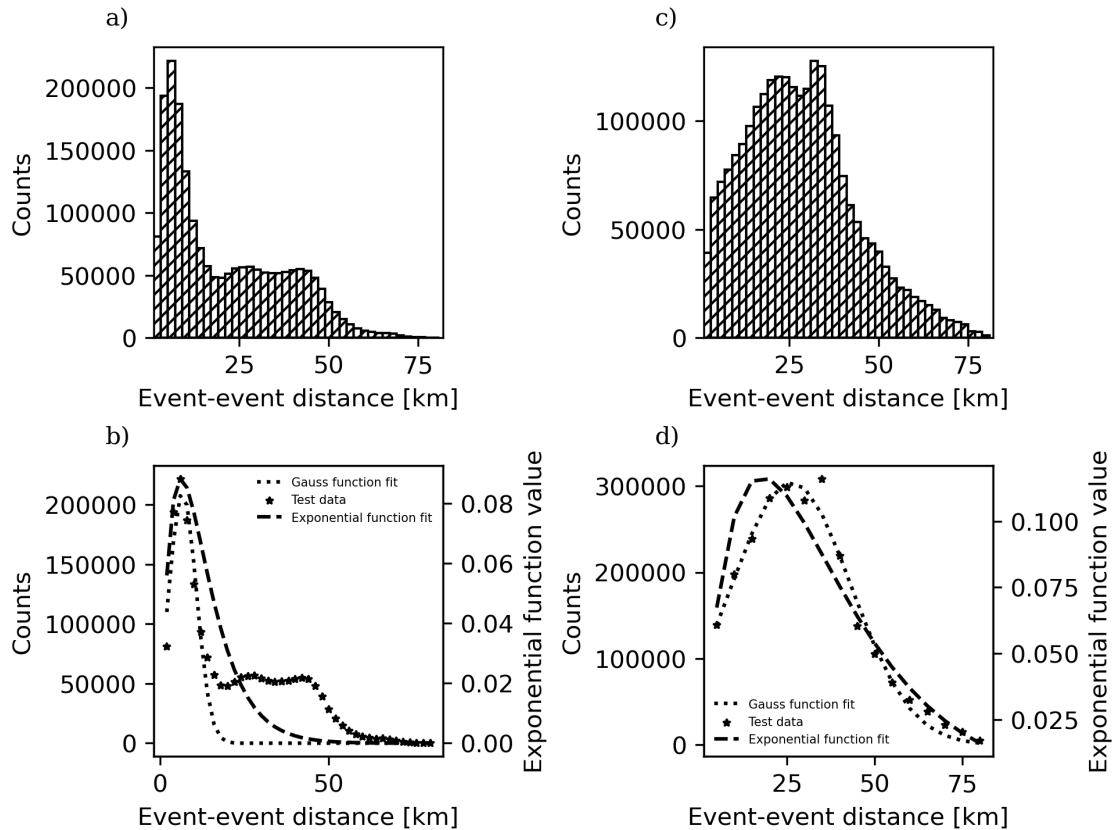 a)
Counts
200000
150000
100000
50000
0
25
50
75
Event-event distance [km]
c)
Counts
100000
50000
0
25
50
75
Event-event distance [km]
b)
Counts
200000
175000
150000
125000
100000
75000
50000
25000
0
0
50
Event-event distance [km]
Gauss function fit
Test data
Exponential function fit
0.08
0.06
0.04
0.02
0.00
Exponential function value
d)
Counts
300000
200000
100000
0
25
50
75
Event-event distance [km]
Gauss function fit
Test data
Exponential function fit
0.100
0.075
0.050
0.025
Exponential function value